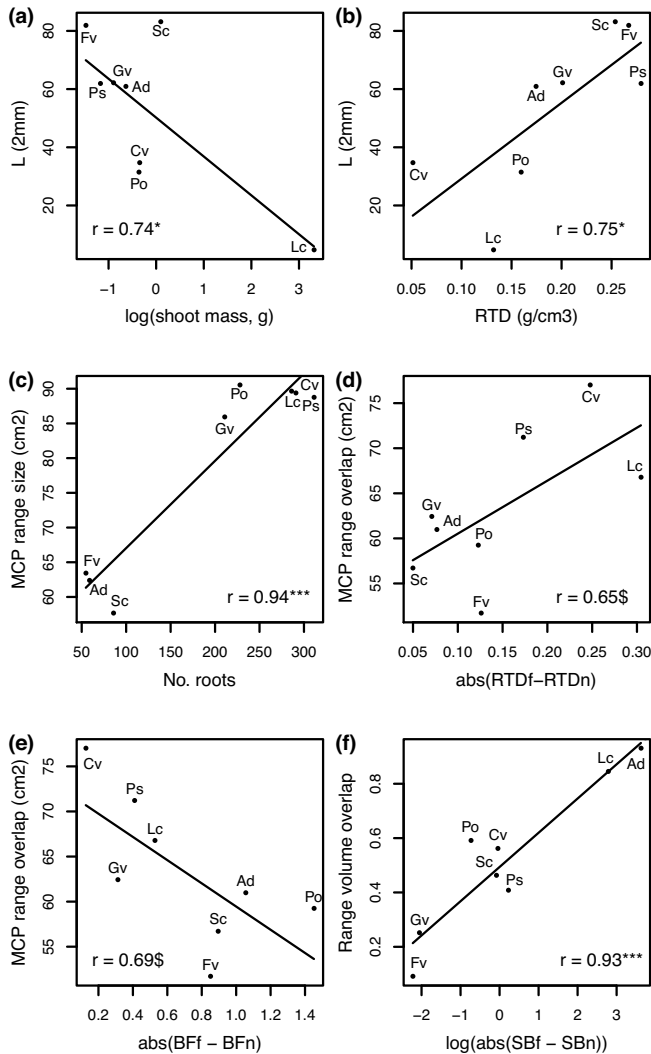 (a)
L (2mm)
80
60
40
20
Fv
Sc
Ps
Gv
Ad
Cv
Po
Lc
r = 0.74*
−1 0 1 2 3
log(shoot mass, g)
(b)
L (2mm)
80
60
40
20
Sc
Fv
Gv
Ps
Ad
Cv
Po
Lc
r = 0.75*
0.05 0.10 0.15 0.20 0.25
RTD (g/cm3)
(c)
MCP range size (cm2)
90
85
80
75
70
65
60
Po
Cv
Lc
Ps
Gv
Fv
Ad
Sc
r = 0.94***
50 100 150 200 250 300
No. roots
(d)
MCP range overlap (cm2)
75
70
65
60
55
Cv
Ps
Lc
Gv
Ad
Po
Sc
Fv
r = 0.65$
0.05 0.10 0.15 0.20 0.25 0.30
abs(RTDf−RTDn)
(e)
MCP range overlap (cm2)
75
70
65
60
55
Cv
Ps
Lc
Gv
Ad
Po
Sc
Fv
r = 0.69$
0.2 0.4 0.6 0.8 1.0 1.2 1.4
abs(BFf − BFn)
(f)
Range volume overlap
0.8
0.6
0.4
0.2
Lc
Ad
Po
Cv
Sc
Ps
Gv
Fv
r = 0.93***
−2 −1 0 1 2 3
log(abs(SBf − SBn))